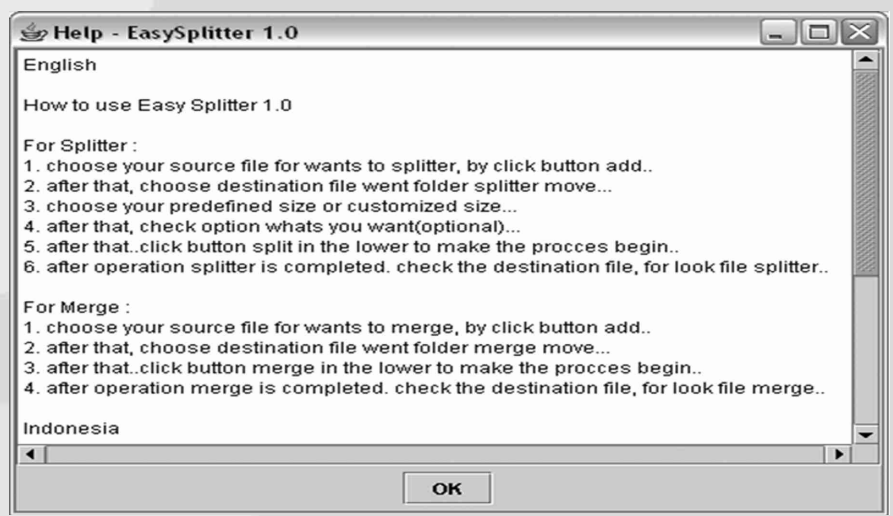 Help - EasySplitter 1.0
English
How to use Easy Splitter 1.0
For Splitter :
1. choose your source file for wants to splitter, by click button add..
2. after that, choose destination file went folder splitter move...
3. choose your predefined size or customized size...
4. after that, check option whats you want(optional)...
5. after that..click button split in the lower to make the procces begin..
6. after operation splitter is completed. check the destination file, for look file splitter..
For Merge :
1. choose your source file for wants to merge, by click button add..
2. after that, choose destination file went folder merge move...
3. after that..click button merge in the lower to make the procces begin..
4. after operation merge is completed. check the destination file, for look file merge..
Indonesia
OK